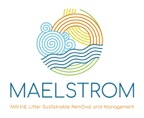 MAELSTROM
MArinE Litter SusTainable RemOval and Management